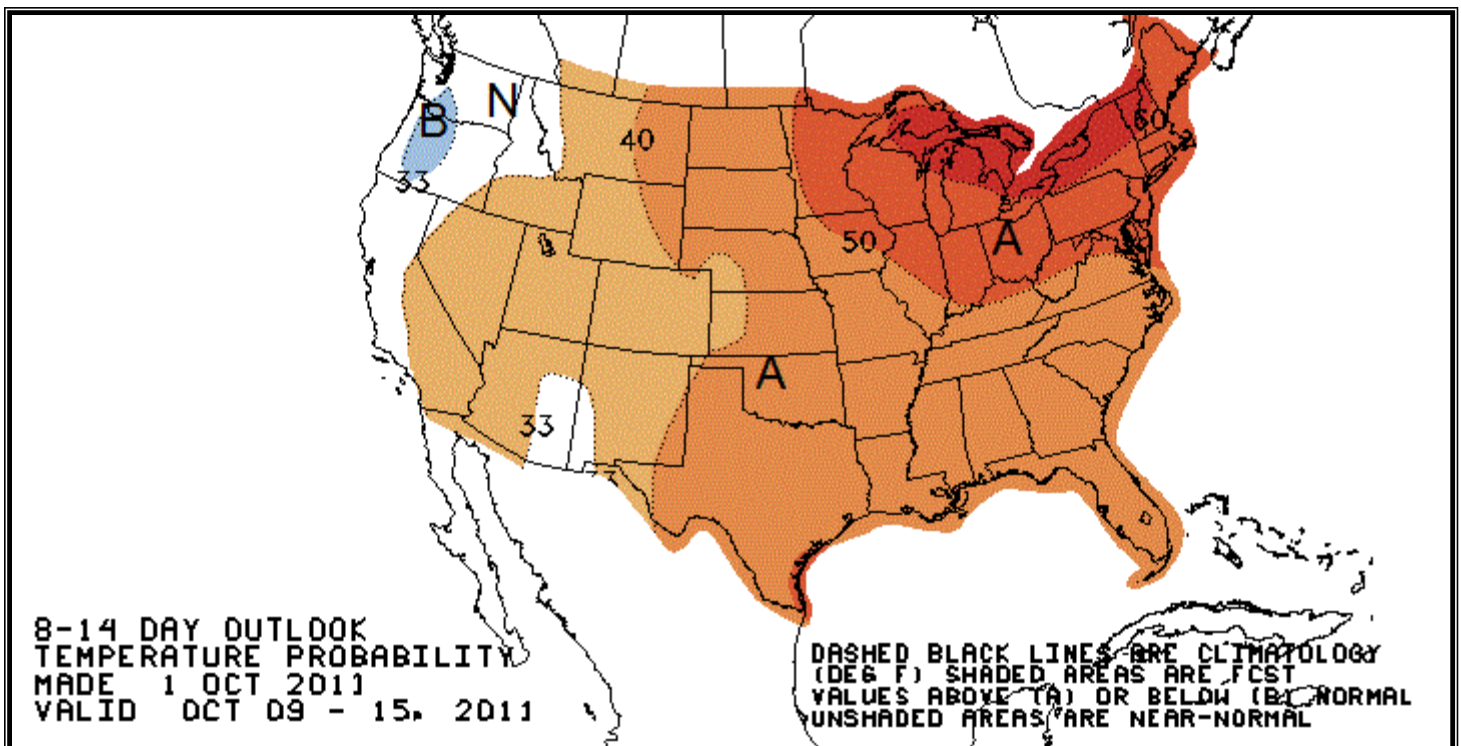 N
B
40
60
33
50
A
A
33
8-14 DAY OUTLOOK
TEMPERATURE PROBABILITY
MADE 1 OCT 2011
VALID OCT 09 - 15, 2011
DASHED BLACK LINES ARE CLIMATOLOGY
(DEG F) SHADED AREAS ARE FCST
VALUES ABOVE (A) OR BELOW (B) NORMAL
UNSHADED AREAS ARE NEAR-NORMAL